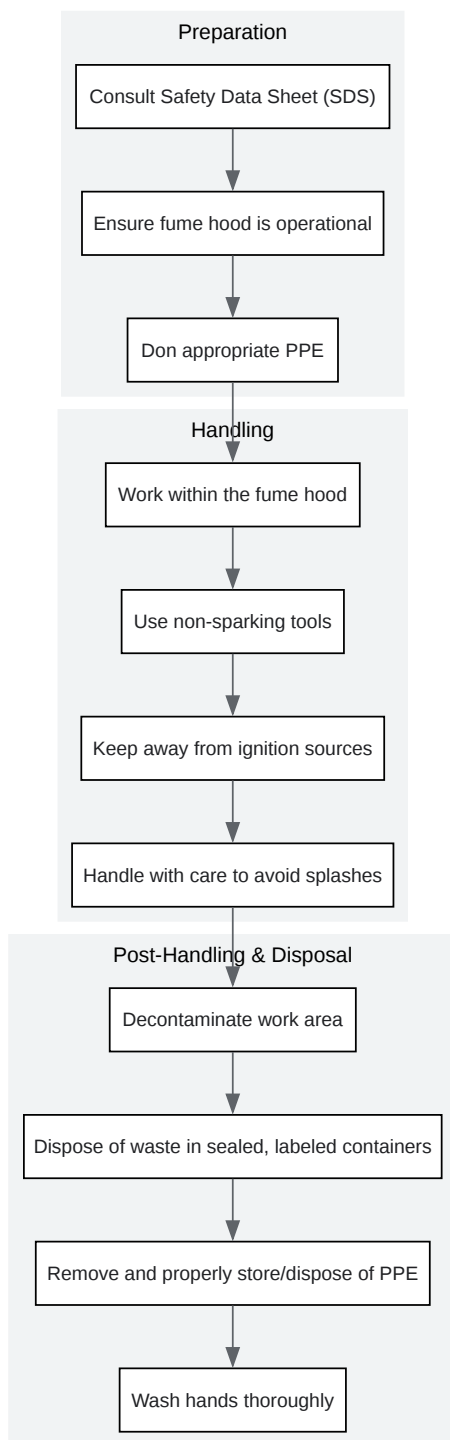 Preparation
Consult Safety Data Sheet (SDS)
Ensure fume hood is operational
Don appropriate PPE
Handling
Work within the fume hood
Use non-sparking tools
Keep away from ignition sources
Handle with care to avoid splashes
Post-Handling & Disposal
Decontaminate work area
Dispose of waste in sealed, labeled containers
Remove and properly store/dispose of PPE
Wash hands thoroughly